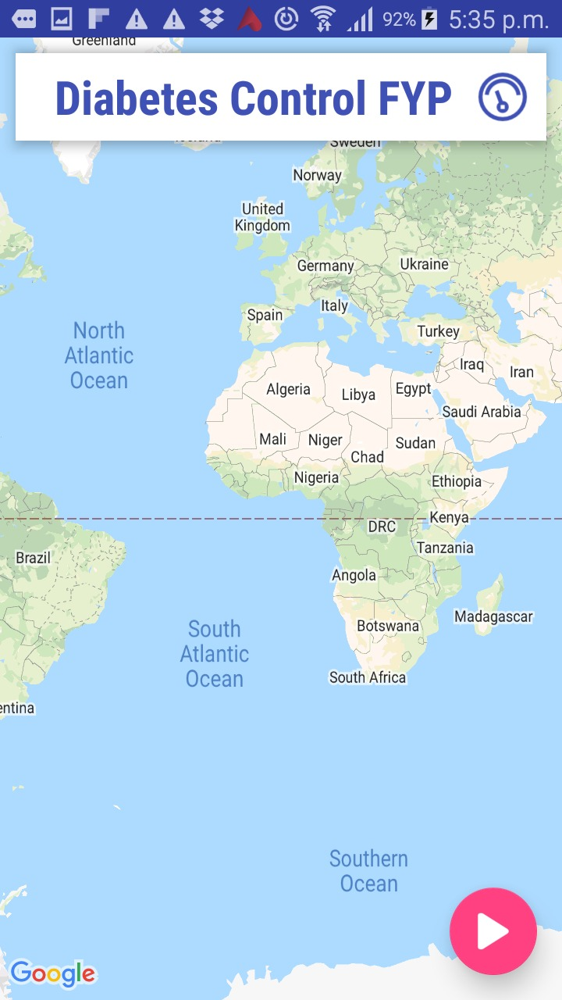 92% 5:35 p.m.
Greenland
Diabetes Control FYP
Sweden
Norway
United
Kingdom
Germany
Ukraine
Italy
Spain
Turkey
North
Atlantic
Ocean
Iraq
Iran
Algeria
Libya
Egypt
Saudi Arabia
Mali
Niger
Sudan
Chad
Nigeria
Ethiopia
Kenya
DRC
Tanzania
Brazil
Angola
Madagascar
Botswana
South
Atlantic
Ocean
South Africa
entina
Southern
Ocean
Google